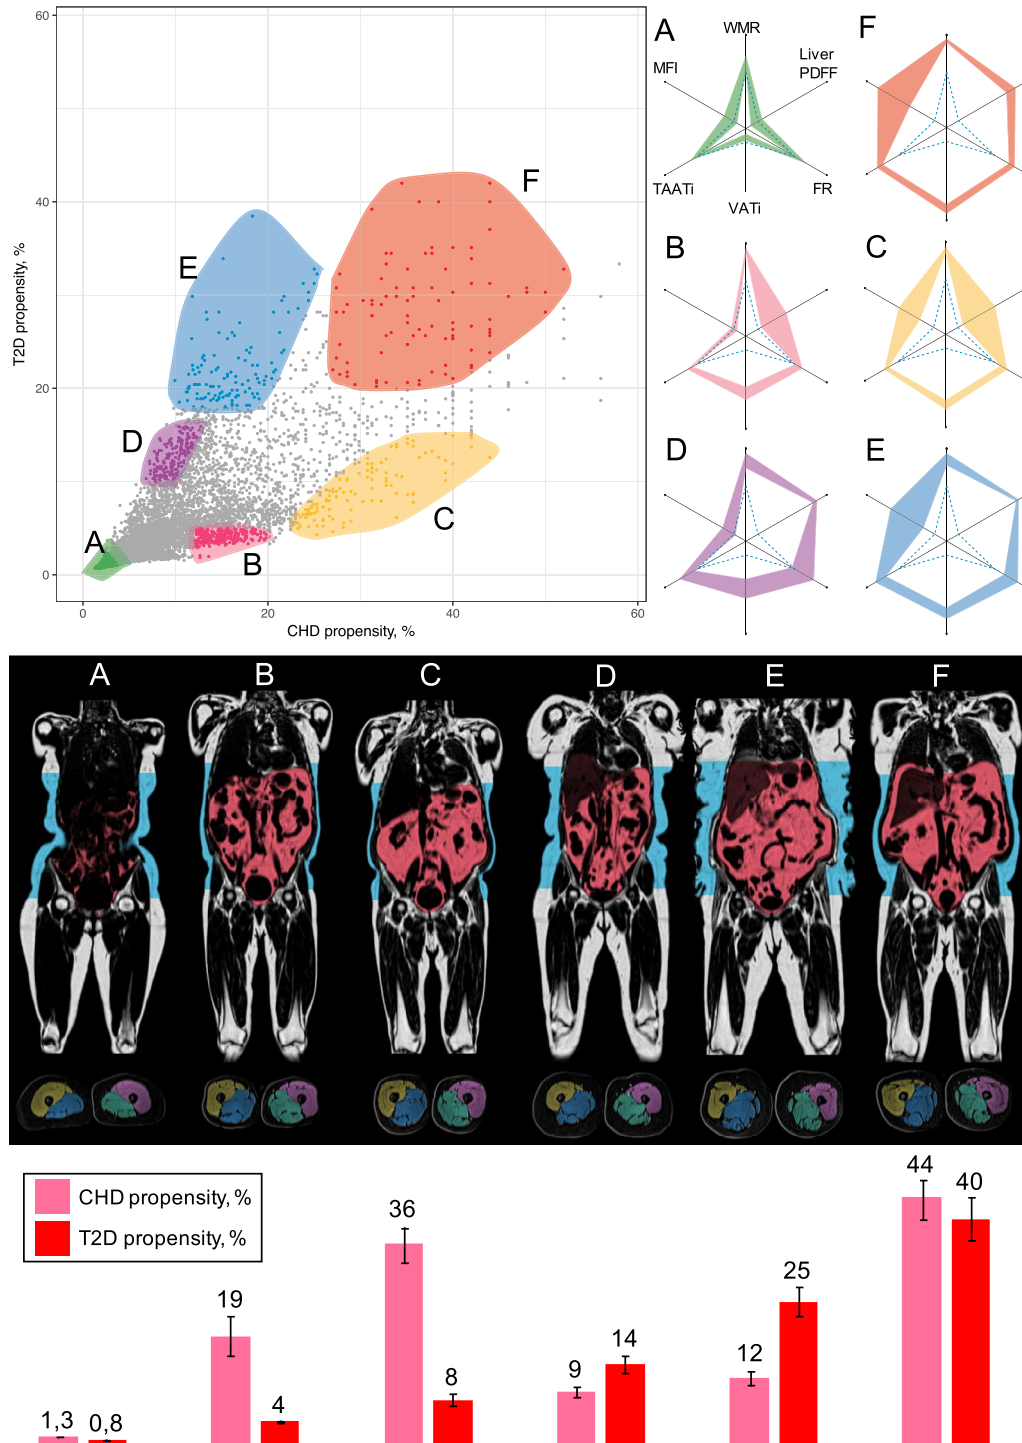 60
40
20
0
T2D propensity, %
0
20
40
60
CHD propensity, %
A
B
C
D
E
F
A
WMR
MFI
Liver
PDFF
TAATi
FR
VATi
F
B
C
D
E
A
B
C
D
E
F
CHD propensity, %
T2D propensity, %
1,3
0,8
19
4
36
8
9
14
12
25
44
40